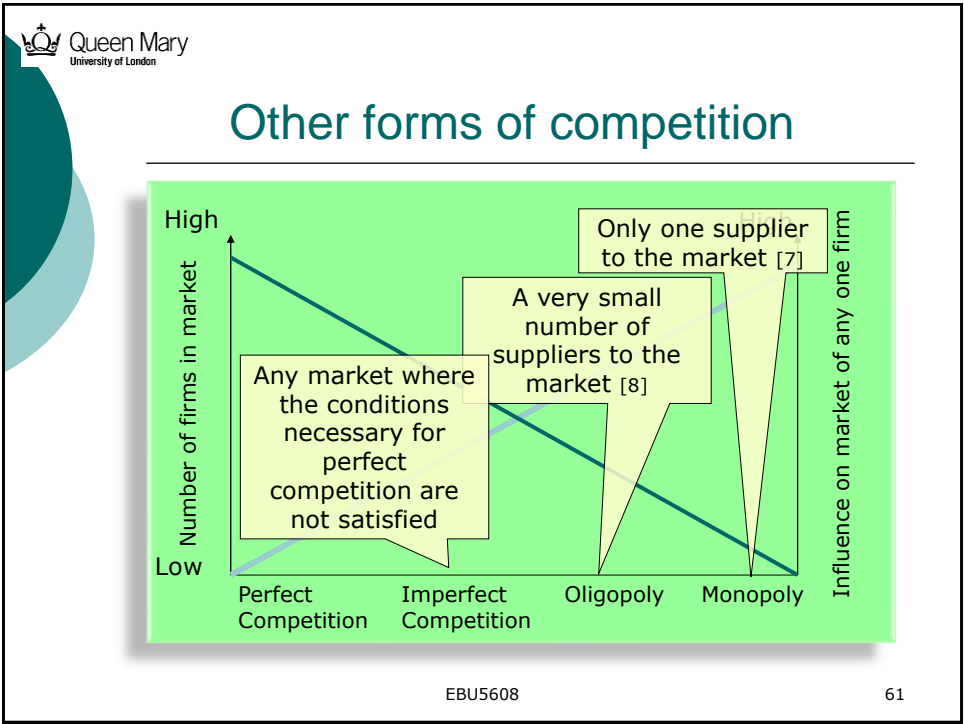 Queen Mary
University of London
Other forms of competition
High
High
Number of firms in market
Influence on market of any one firm
Only one supplier
to the market [7]
A very small
number of
suppliers to the
market [8]
Any market where
the conditions
necessary for
perfect
competition are
not satisfied
Low
Perfect
Competition
Imperfect
Competition
Oligopoly
Monopoly
EBU5608
61